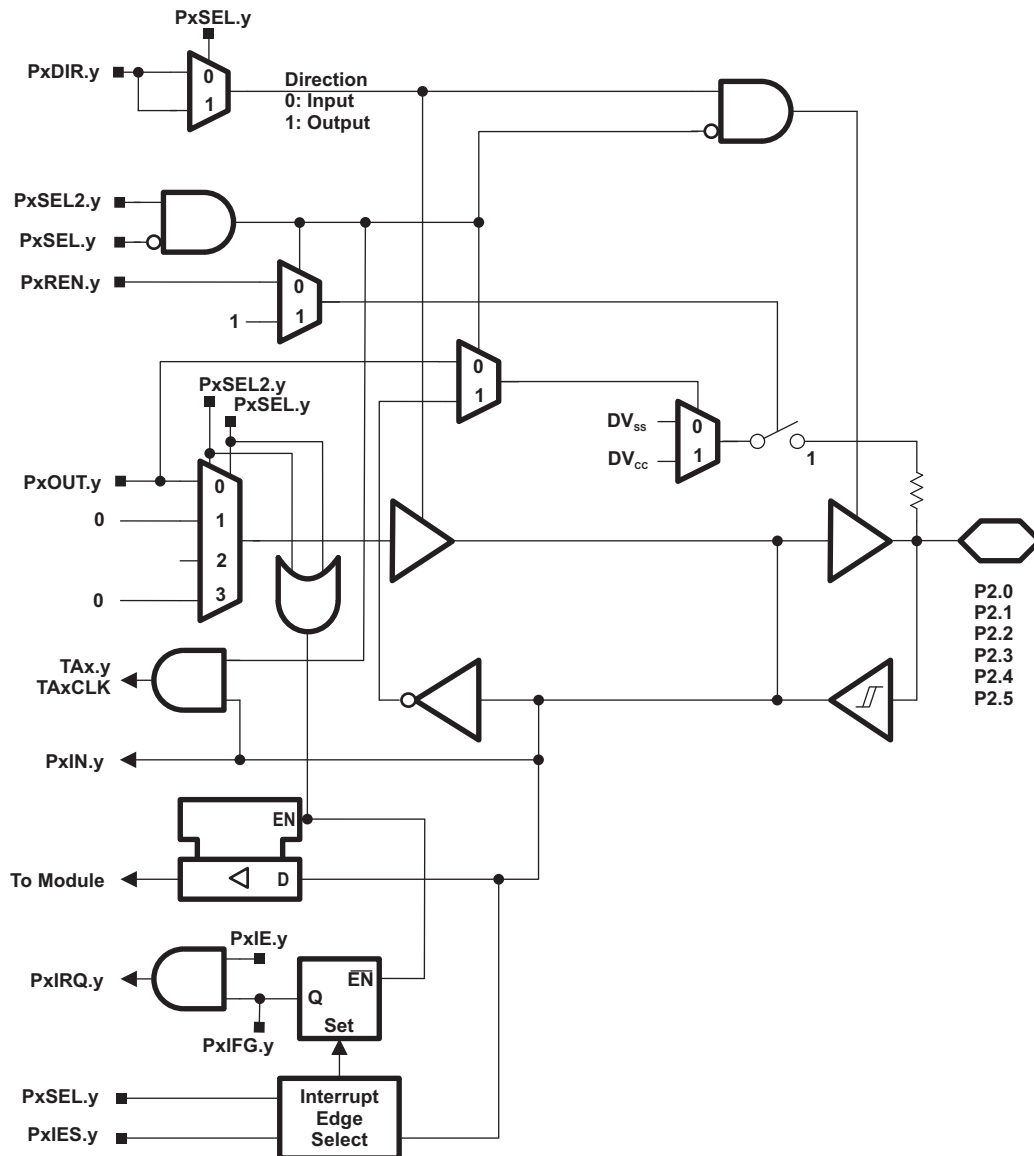 PxSEL.y
PxDIR.y
0
1
Direction
0: Input
1: Output
PxSEL2.y
PxSEL.y
PxREN.y
0
1
1
0
1
PxSEL2.y
PxSEL.y
DVSS
DVCC
0
1
1
PxOUT.y
0
0
1
2
0
3
P2.0
P2.1
P2.2
P2.3
P2.4
P2.5
TAx.y
TAxCLK
PxIN.y
EN
To Module
D
PxIE.y
PxIRQ.y
EN
Q
Set
PxIFG.y
PxSEL.y
PxIES.y
Interrupt
Edge
Select